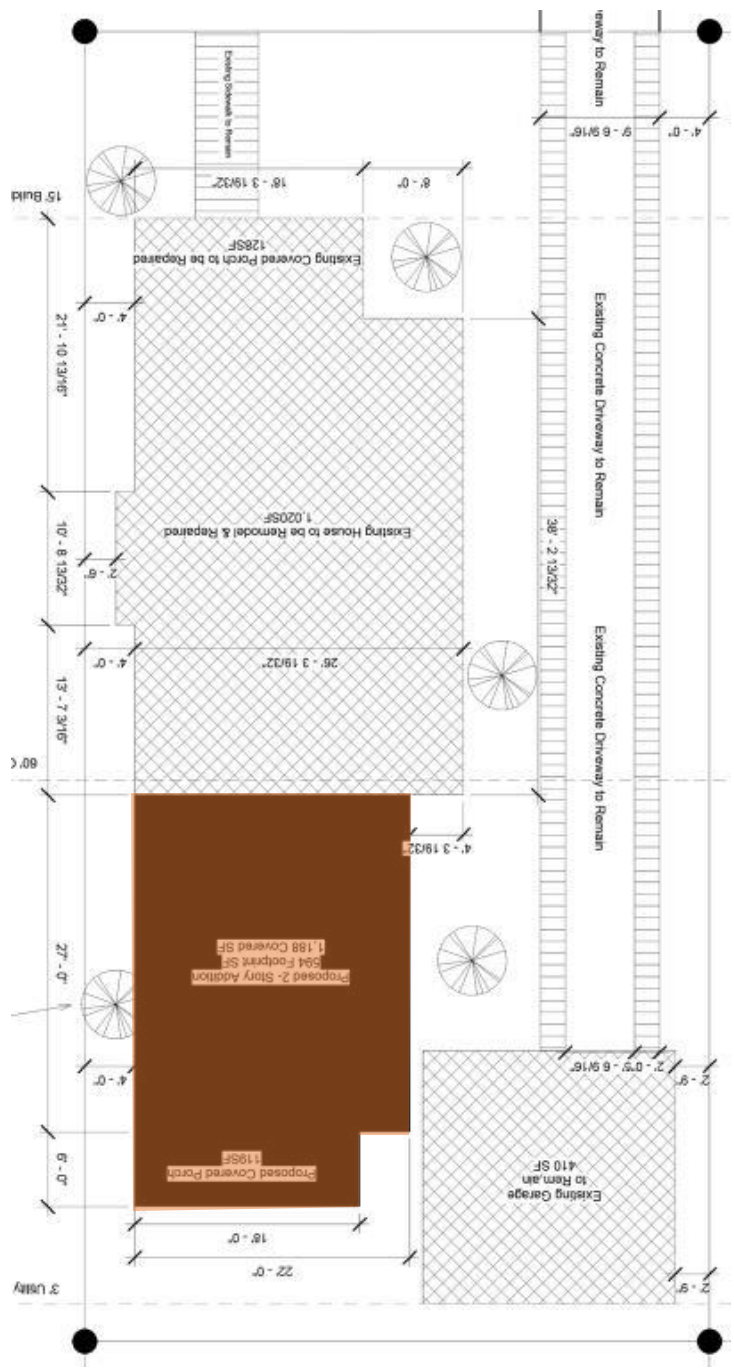 Existing Sidewalk to Remain
eway to Remain
9' - 6 9/16"
4' - 0"
18' - 3 19/32"
8' - 0"
15' Build
Existing Covered Porch to be Repaired
128SF
4' - 0"
21' - 10 13/16"
Existing Concrete Driveway to Remain
Existing House to be Remodel & Repaired
1,020SF
10' - 8 13/32"
2' - 6"
38' - 2 13/32"
4' - 0"
26' - 3 19/32"
13' - 7 3/16"
Existing Concrete Driveway to Remain
60' O
4' - 3 19/32"
Proposed 2- Story Addition
594 Footprint SF
1,188 Covered SF
27' - 0"
4' - 0"
2' - 0"
5' - 6 9/16"
2' - 9"
Proposed Covered Porch
119SF
6' - 0"
Existing Garage
to Rem,ain
410 SF
18' - 0"
22' - 0"
3' Utility
2' - 9"